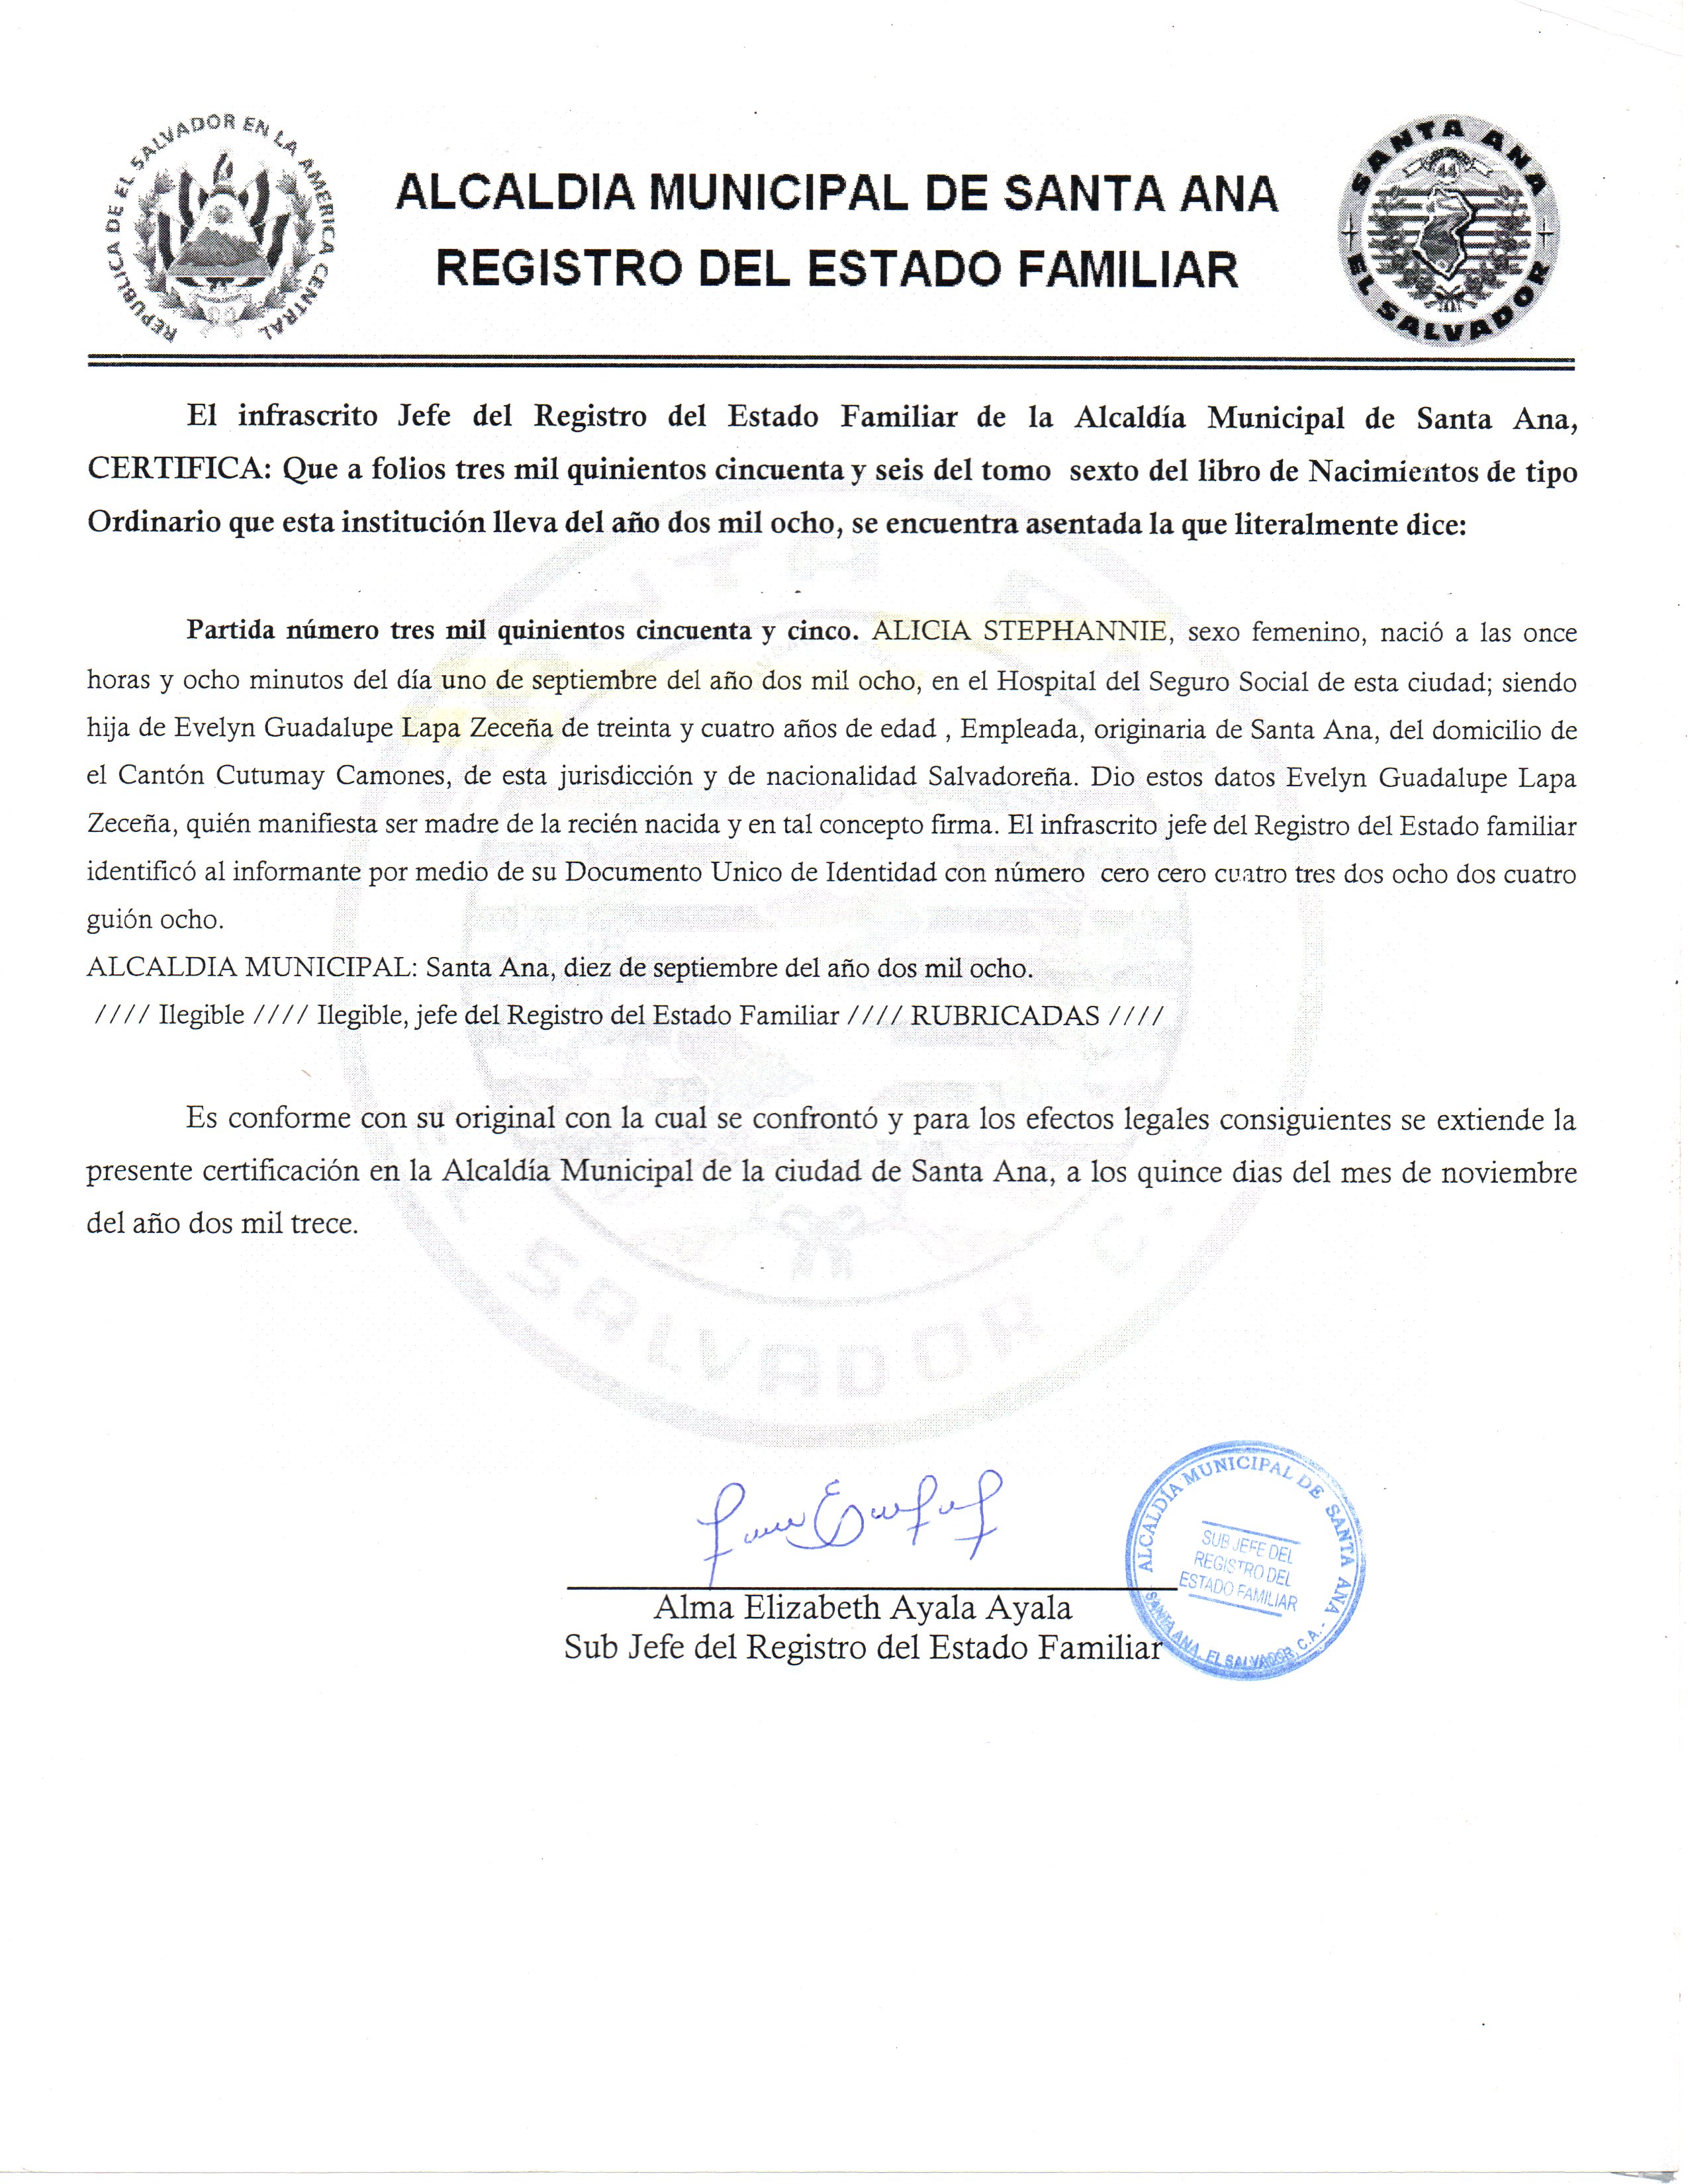 REPUBLICA DE EL SALVADOR EN LA AMERICA CENTRAL
ALCALDIA MUNICIPAL DE SANTA ANA
REGISTRO DEL ESTADO FAMILIAR
SANTA ANA
44
EL SALVADOR
El infrascrito Jefe del Registro del Estado Familiar de la Alcaldía Municipal de Santa Ana,
CERTIFICA: Que a folios tres mil quinientos cincuenta y seis del tomo sexto del libro de Nacimientos de tipo
Ordinario que esta institución lleva del año dos mil ocho, se encuentra asentada la que literalmente dice:
Partida número tres mil quinientos cincuenta y cinco. ALICIA STEPHANNIE, sexo femenino, nació a las once
horas y ocho minutos del día uno de septiembre del año dos mil ocho, en el Hospital del Seguro Social de esta ciudad; siendo
hija de Evelyn Guadalupe Lapa Zeceña de treinta y cuatro años de edad , Empleada, originaria de Santa Ana, del domicilio de
el Cantón Cutumay Camones, de esta jurisdicción y de nacionalidad Salvadoreña. Dio estos datos Evelyn Guadalupe Lapa
Zeceña, quién manifiesta ser madre de la recién nacida y en tal concepto firma. El infrascrito jefe del Registro del Estado familiar
identificó al informante por medio de su Documento Unico de Identidad con número cero cero cuatro tres dos ocho dos cuatro
guión ocho.
ALCALDIA MUNICIPAL: Santa Ana, diez de septiembre del año dos mil ocho.
//// Ilegible //// Ilegible, jefe del Registro del Estado Familiar //// RUBRICADAS ////
Es conforme con su original con la cual se confrontó y para los efectos legales consiguientes se extiende la
presente certificación en la Alcaldía Municipal de la ciudad de Santa Ana, a los quince dias del mes de noviembre
del año dos mil trece.
SALVADOR C.
Alma Elizabeth Ayala Ayala
Sub Jefe del Registro del Estado Familiar
ALCALDÍA MUNICIPAL DE SANTA ANA
SUB JEFE DEL
REGISTRO DEL
ESTADO FAMILIAR
SANTA ANA, EL SALVADOR, C.A.